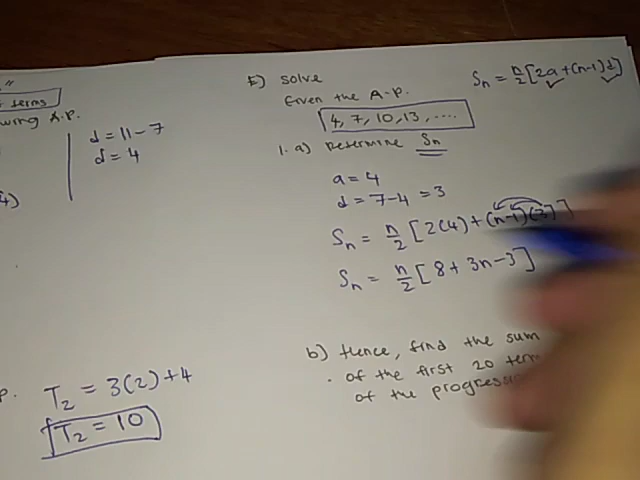 terms
wing A.P.
d = 11 - 7
d = 4
4)
P.
T₂ = 3(2) + 4
T₂ = 10
E) solve
Given the A.P.
4, 7, 10, 13, ....
Sₙ = n/2 [2a + (n-1)d]
1. a) Determine Sₙ
a = 4
d = 7 - 4 = 3
Sₙ = n/2 [2(4) + (n-1)(3)]
Sₙ = n/2 [8 + 3n - 3]
b) Hence, find the sum
of the first 20
of the